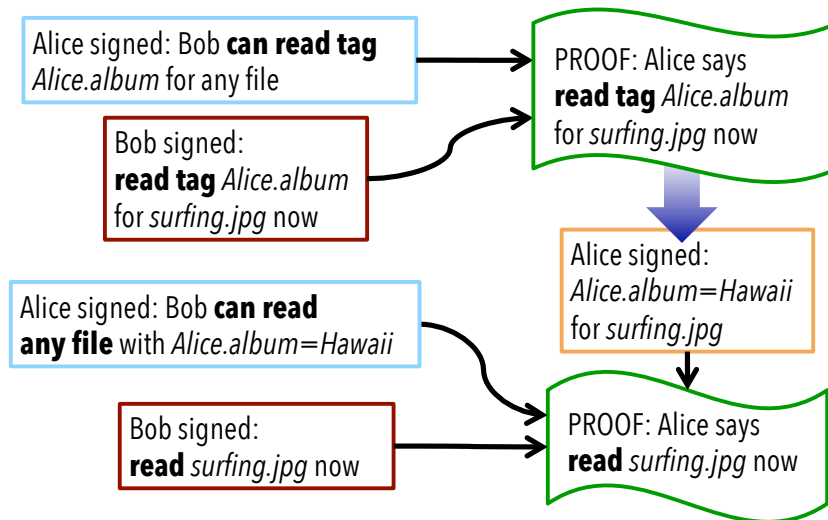 Alice signed: Bob can read tag
Alice.album for any file
PROOF: Alice says
read tag Alice.album
for surfing.jpg now
Bob signed:
read tag Alice.album
for surfing.jpg now
Alice signed:
Alice.album=Hawaii
for surfing.jpg
Alice signed: Bob can read
any file with Alice.album=Hawaii
Bob signed:
read surfing.jpg now
PROOF: Alice says
read surfing.jpg now